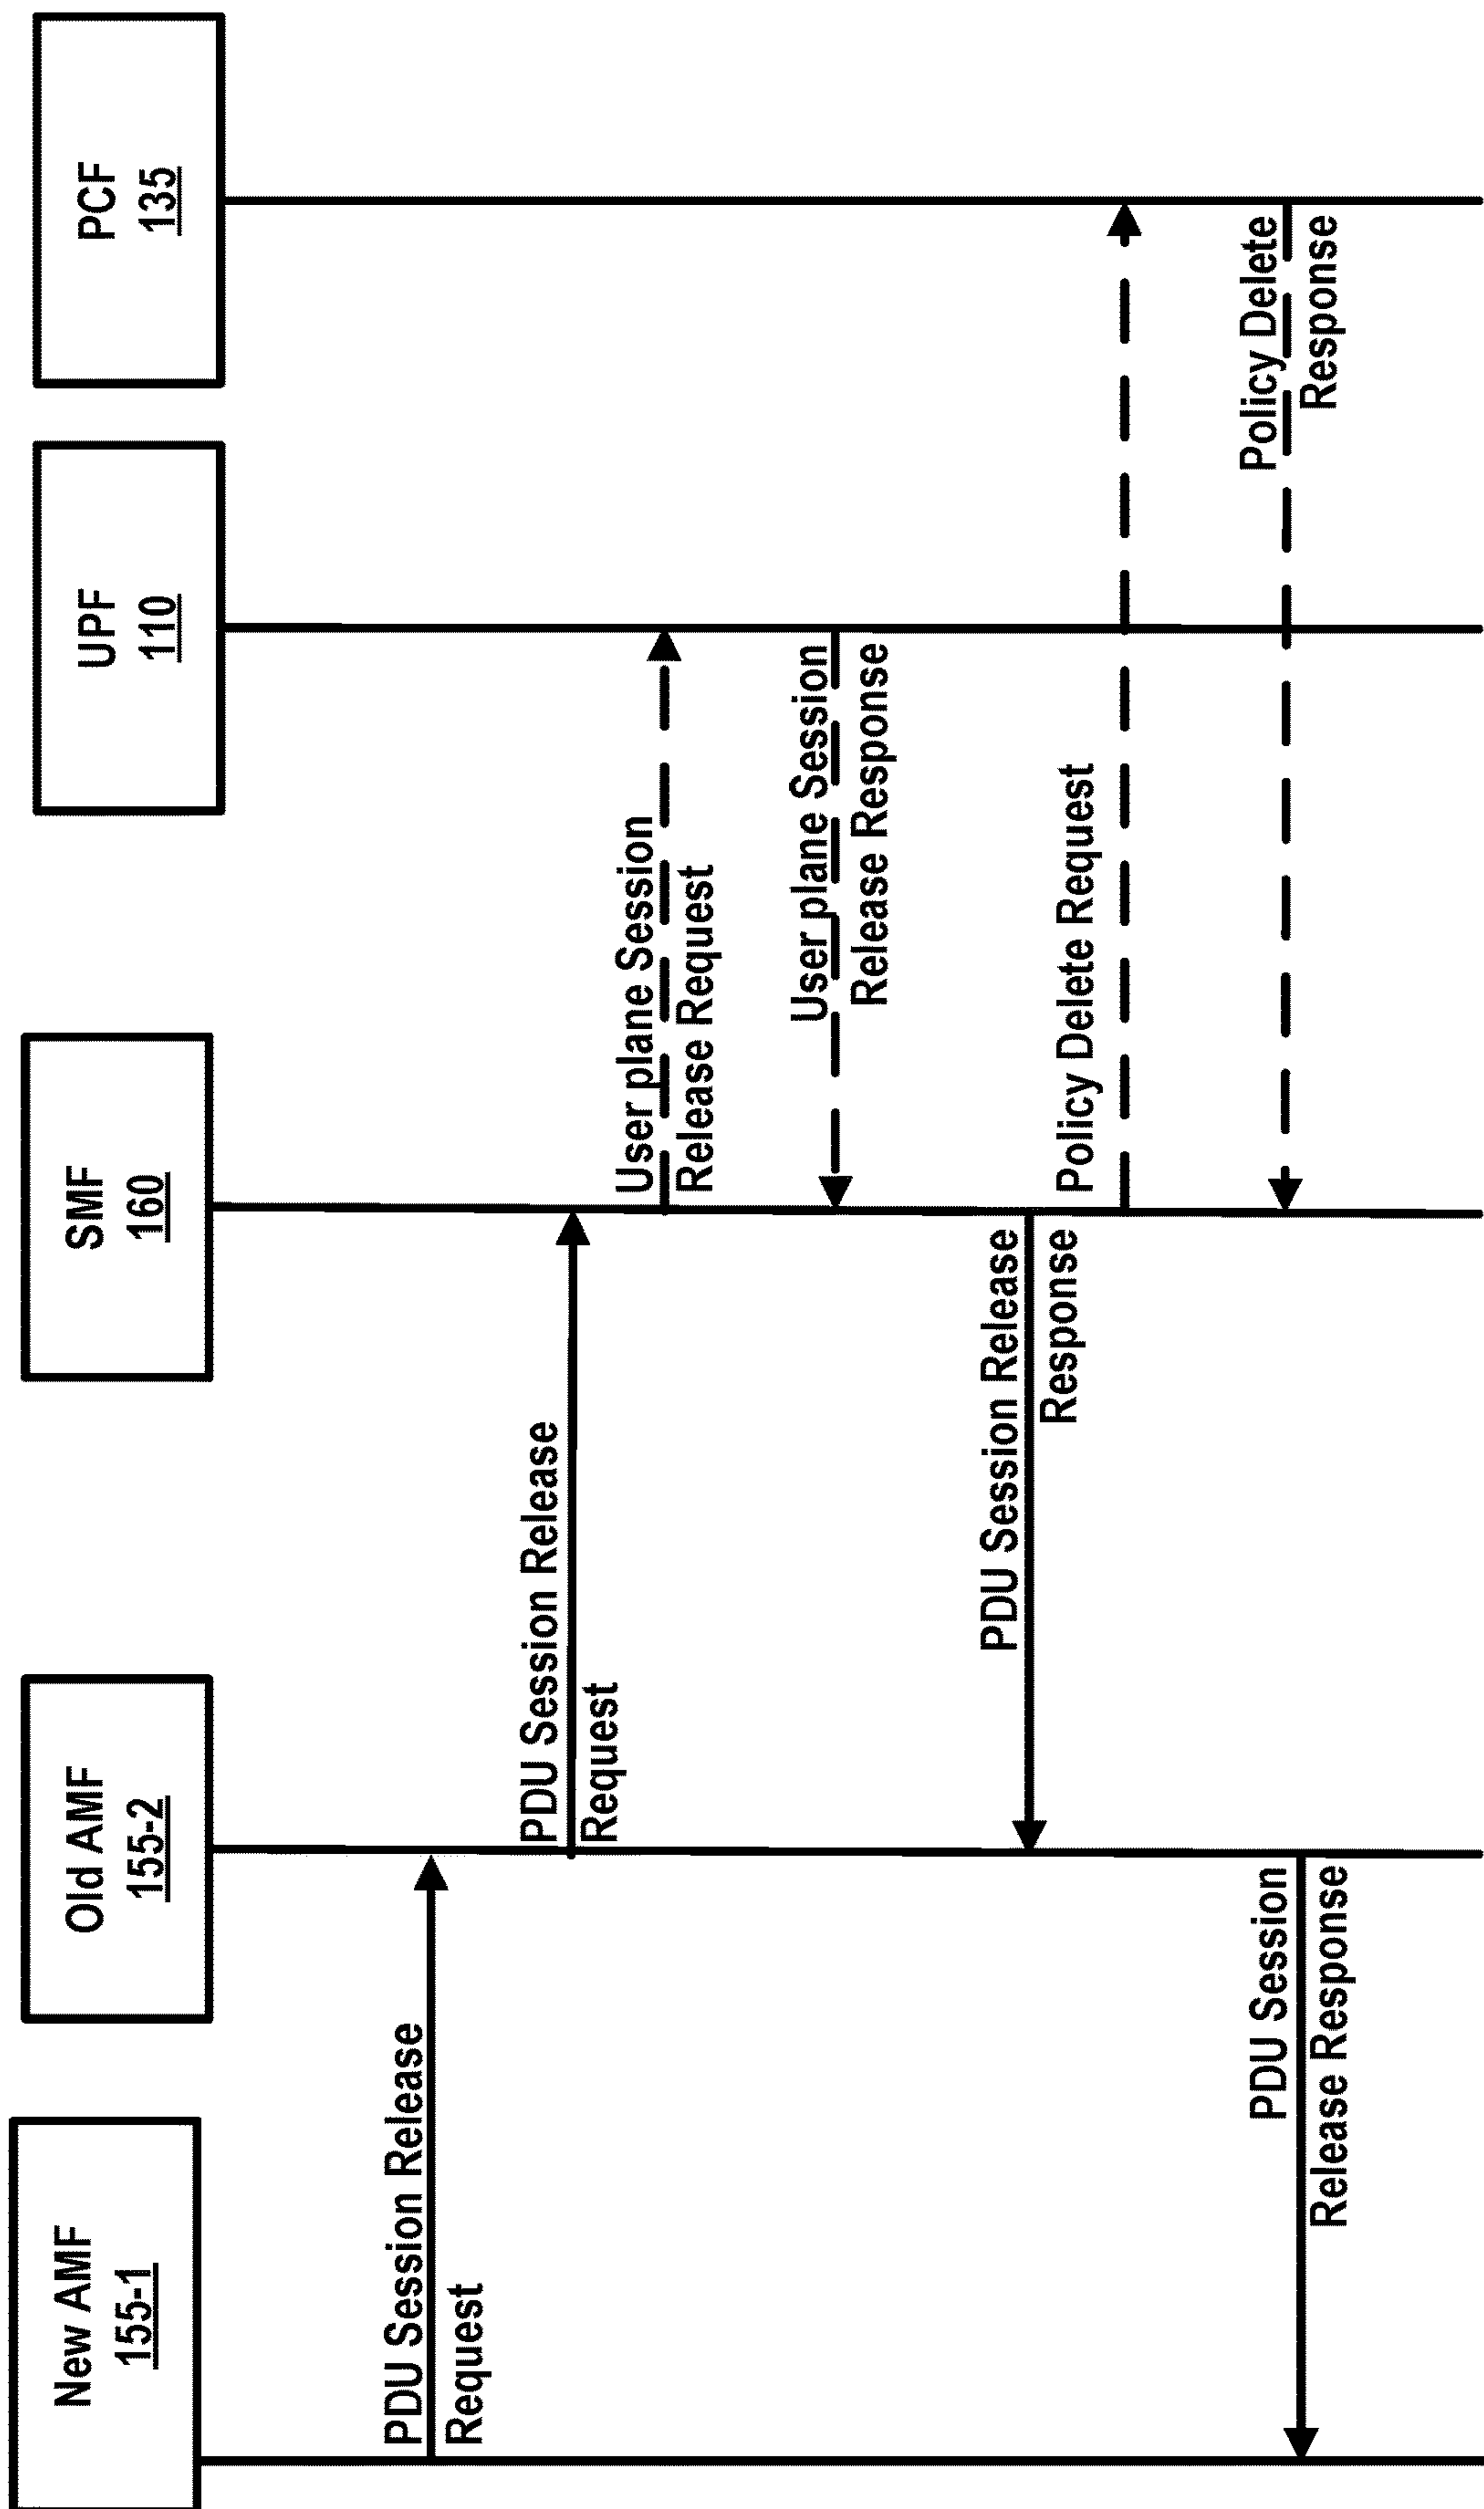 New AMF
155-1
Old AMF
155-2
SMF
160
UPF
110
PCF
135
PDU Session Release
Request
PDU Session Release
Request
User plane Session
Release Request
User plane Session
Release Response
PDU Session Release
Response
Policy Delete Request
Policy Delete
Response
PDU Session
Release Response